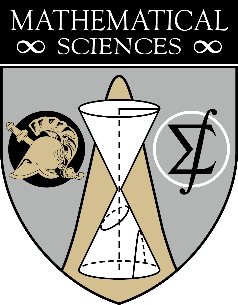 MATHEMATICAL
∞ SCIENCES ∞